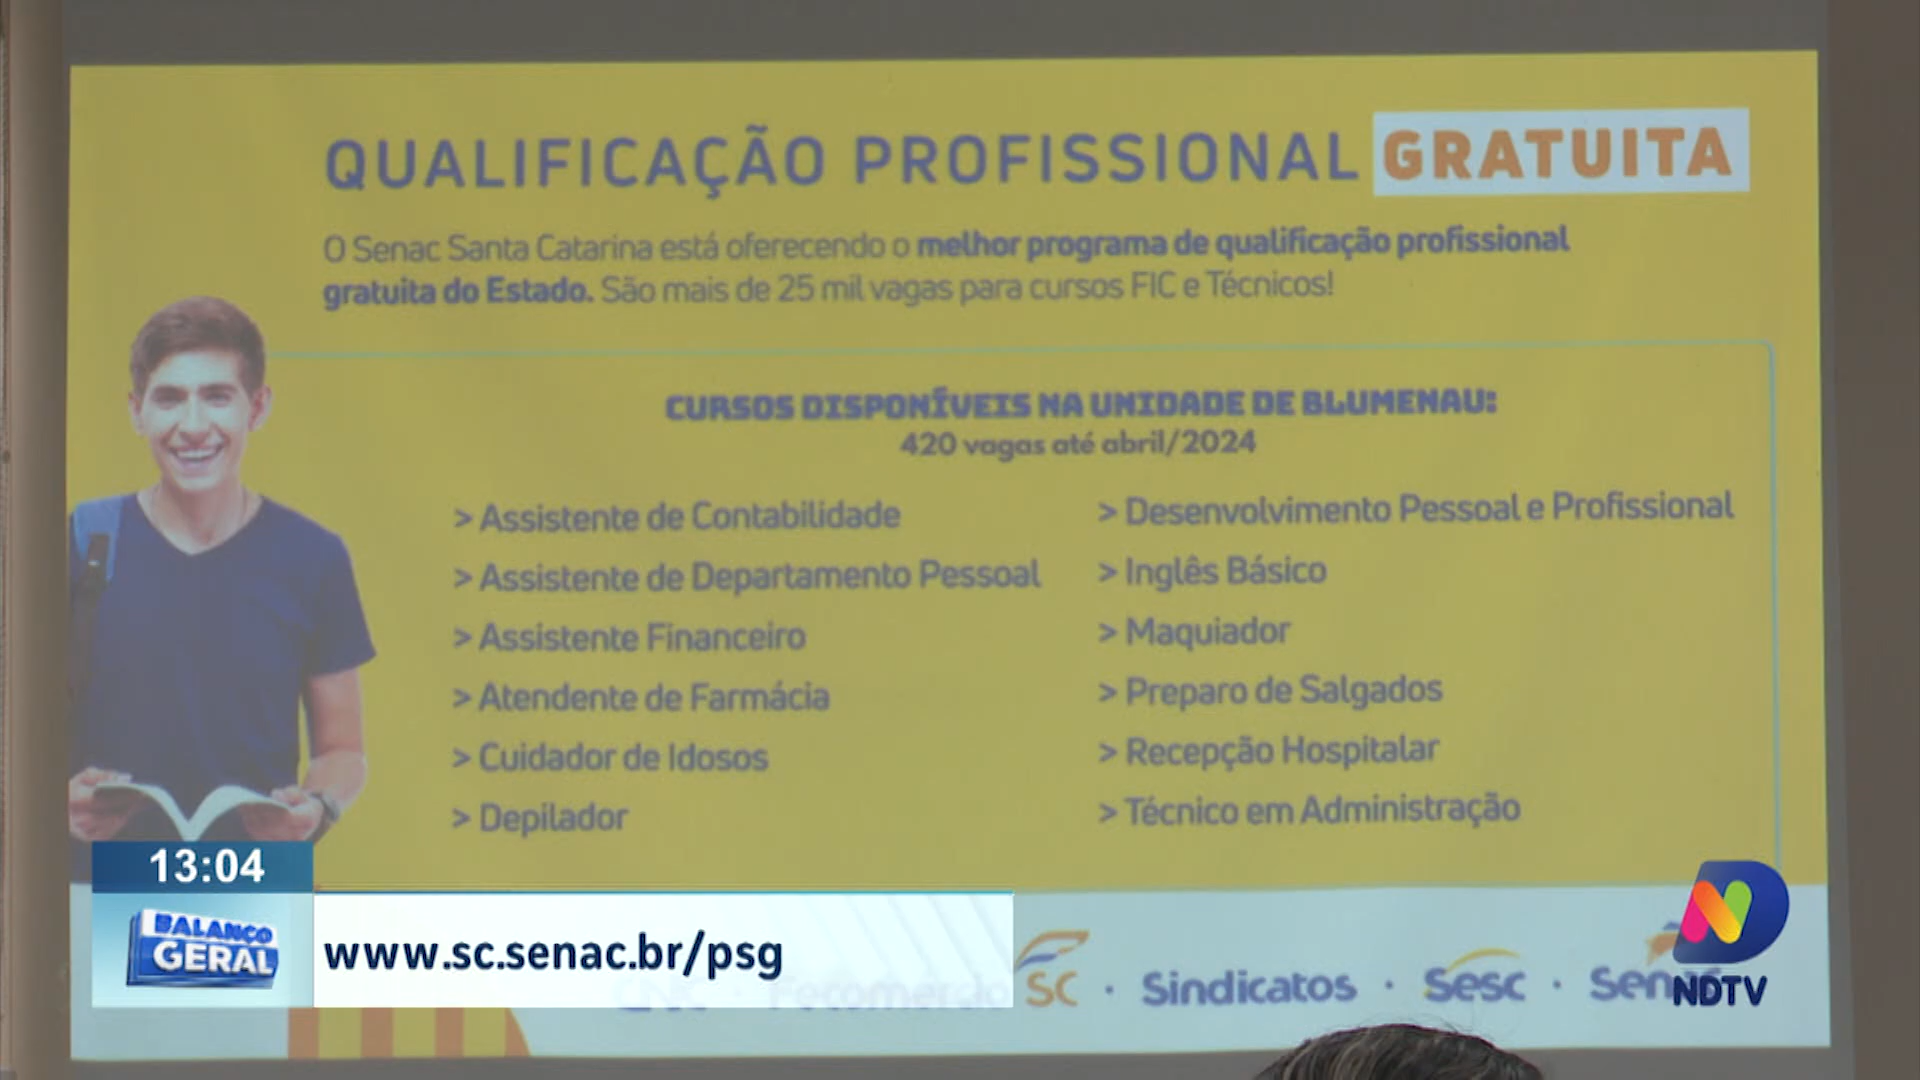 QUALIFICAÇÃO PROFISSIONAL GRATUITA
O Senac Santa Catarina está oferecendo o melhor programa de qualificação profissional
gratuita do Estado. São mais de 25 mil vagas para cursos FIC e Técnicos!
CURSOS DISPONÍVEIS NA UNIDADE DE BLUMENAU:
420 vagas até abril/2024
> Assistente de Contabilidade
> Assistente de Departamento Pessoal
> Assistente Financeiro
> Atendente de Farmácia
> Cuidador de Idosos
> Depilador
> Desenvolvimento Pessoal e Profissional
> Inglês Básico
> Maquiador
> Preparo de Salgados
> Recepção Hospitalar
> Técnico em Administração
13:04
BALANÇO
GERAL
www.sc.senac.br/psg
CNC · Fecomércio SC · Sindicatos · Sesc · Senac
NDTV